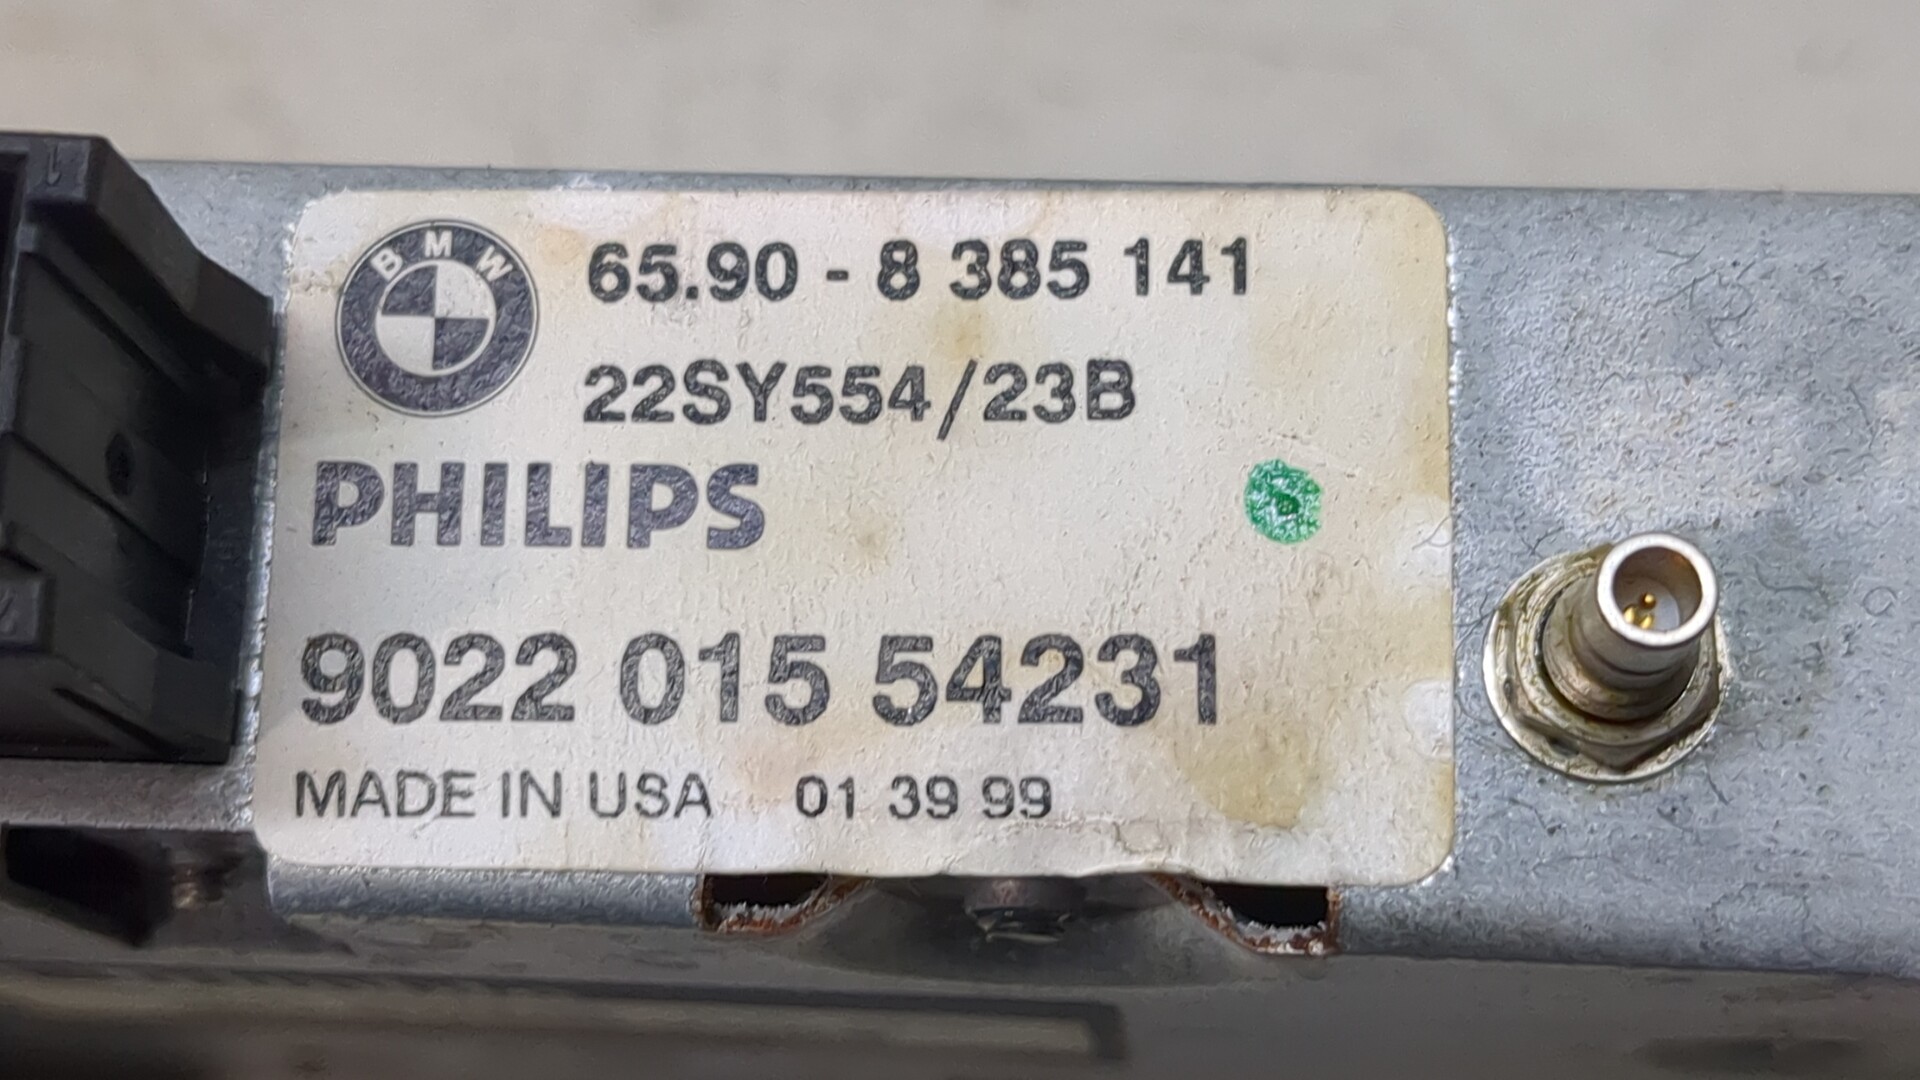 BMW
65.90 - 8 385 141
22SY554/23B
PHILIPS
9022 015 54231
MADE IN USA 01 39 99